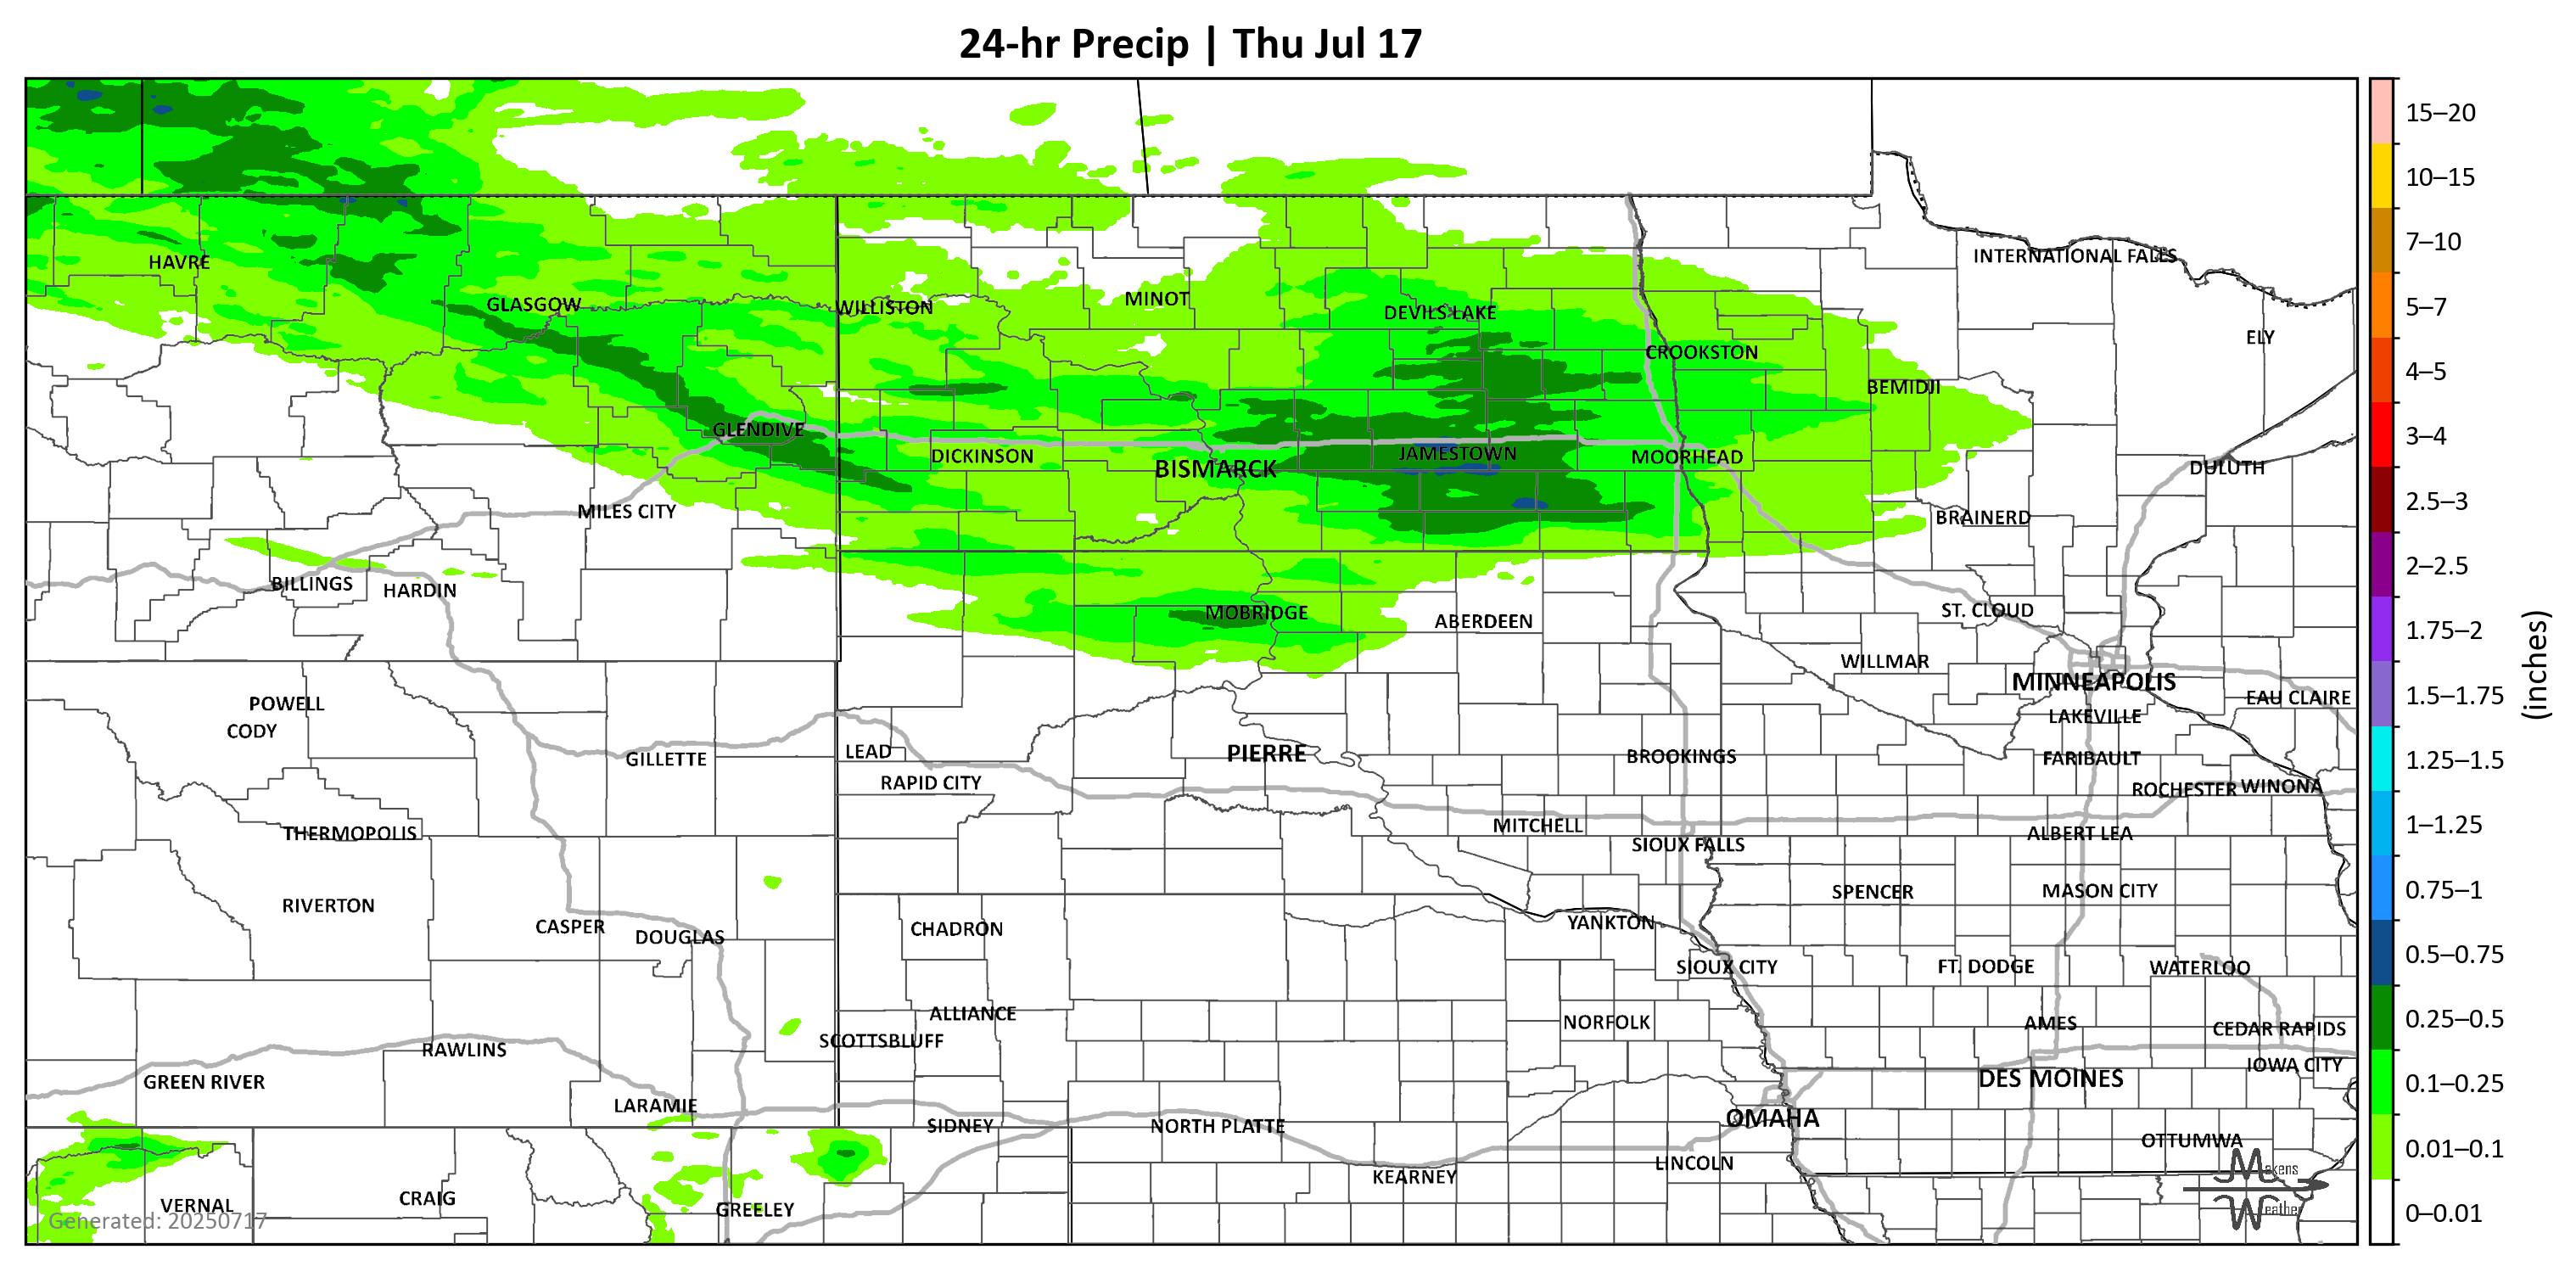 24-hr Precip | Thu Jul 17
15–20
10–15
INTERNATIONAL FALLS
7–10
HAVRE
GLASGOW
WILLISTON
MINOT
DEVILS LAKE
5–7
ELY
CROOKSTON
4–5
BEMIDJI
GLENDIVE
3–4
DICKINSON
BISMARCK
JAMESTOWN
MOORHEAD
DULUTH
2.5–3
MILES CITY
BRAINERD
2–2.5
BILLINGS
HARDIN
MOBRIDGE
ABERDEEN
ST. CLOUD
1.75–2
WILLMAR
(inches)
MINNEAPOLIS
EAU CLAIRE
1.5–1.75
POWELL
CODY
LAKEVILLE
GILLETTE
LEAD
PIERRE
BROOKINGS
FARIBAULT
1.25–1.5
RAPID CITY
ROCHESTER
WINONA
THERMOPOLIS
MITCHELL
SIOUX FALLS
ALBERT LEA
1–1.25
SPENCER
MASON CITY
0.75–1
RIVERTON
CASPER
DOUGLAS
CHADRON
YANKTON
0.5–0.75
SIOUX CITY
FT. DODGE
WATERLOO
ALLIANCE
NORFOLK
AMES
CEDAR RAPIDS
0.25–0.5
SCOTTSBLUFF
RAWLINS
IOWA CITY
GREEN RIVER
DES MOINES
0.1–0.25
LARAMIE
SIDNEY
NORTH PLATTE
OMAHA
OTTUMWA
0.01–0.1
LINCOLN
KEARNEY
Makens
Weather
VERNAL
CRAIG
GREELEY
0–0.01
Generated: 20250717